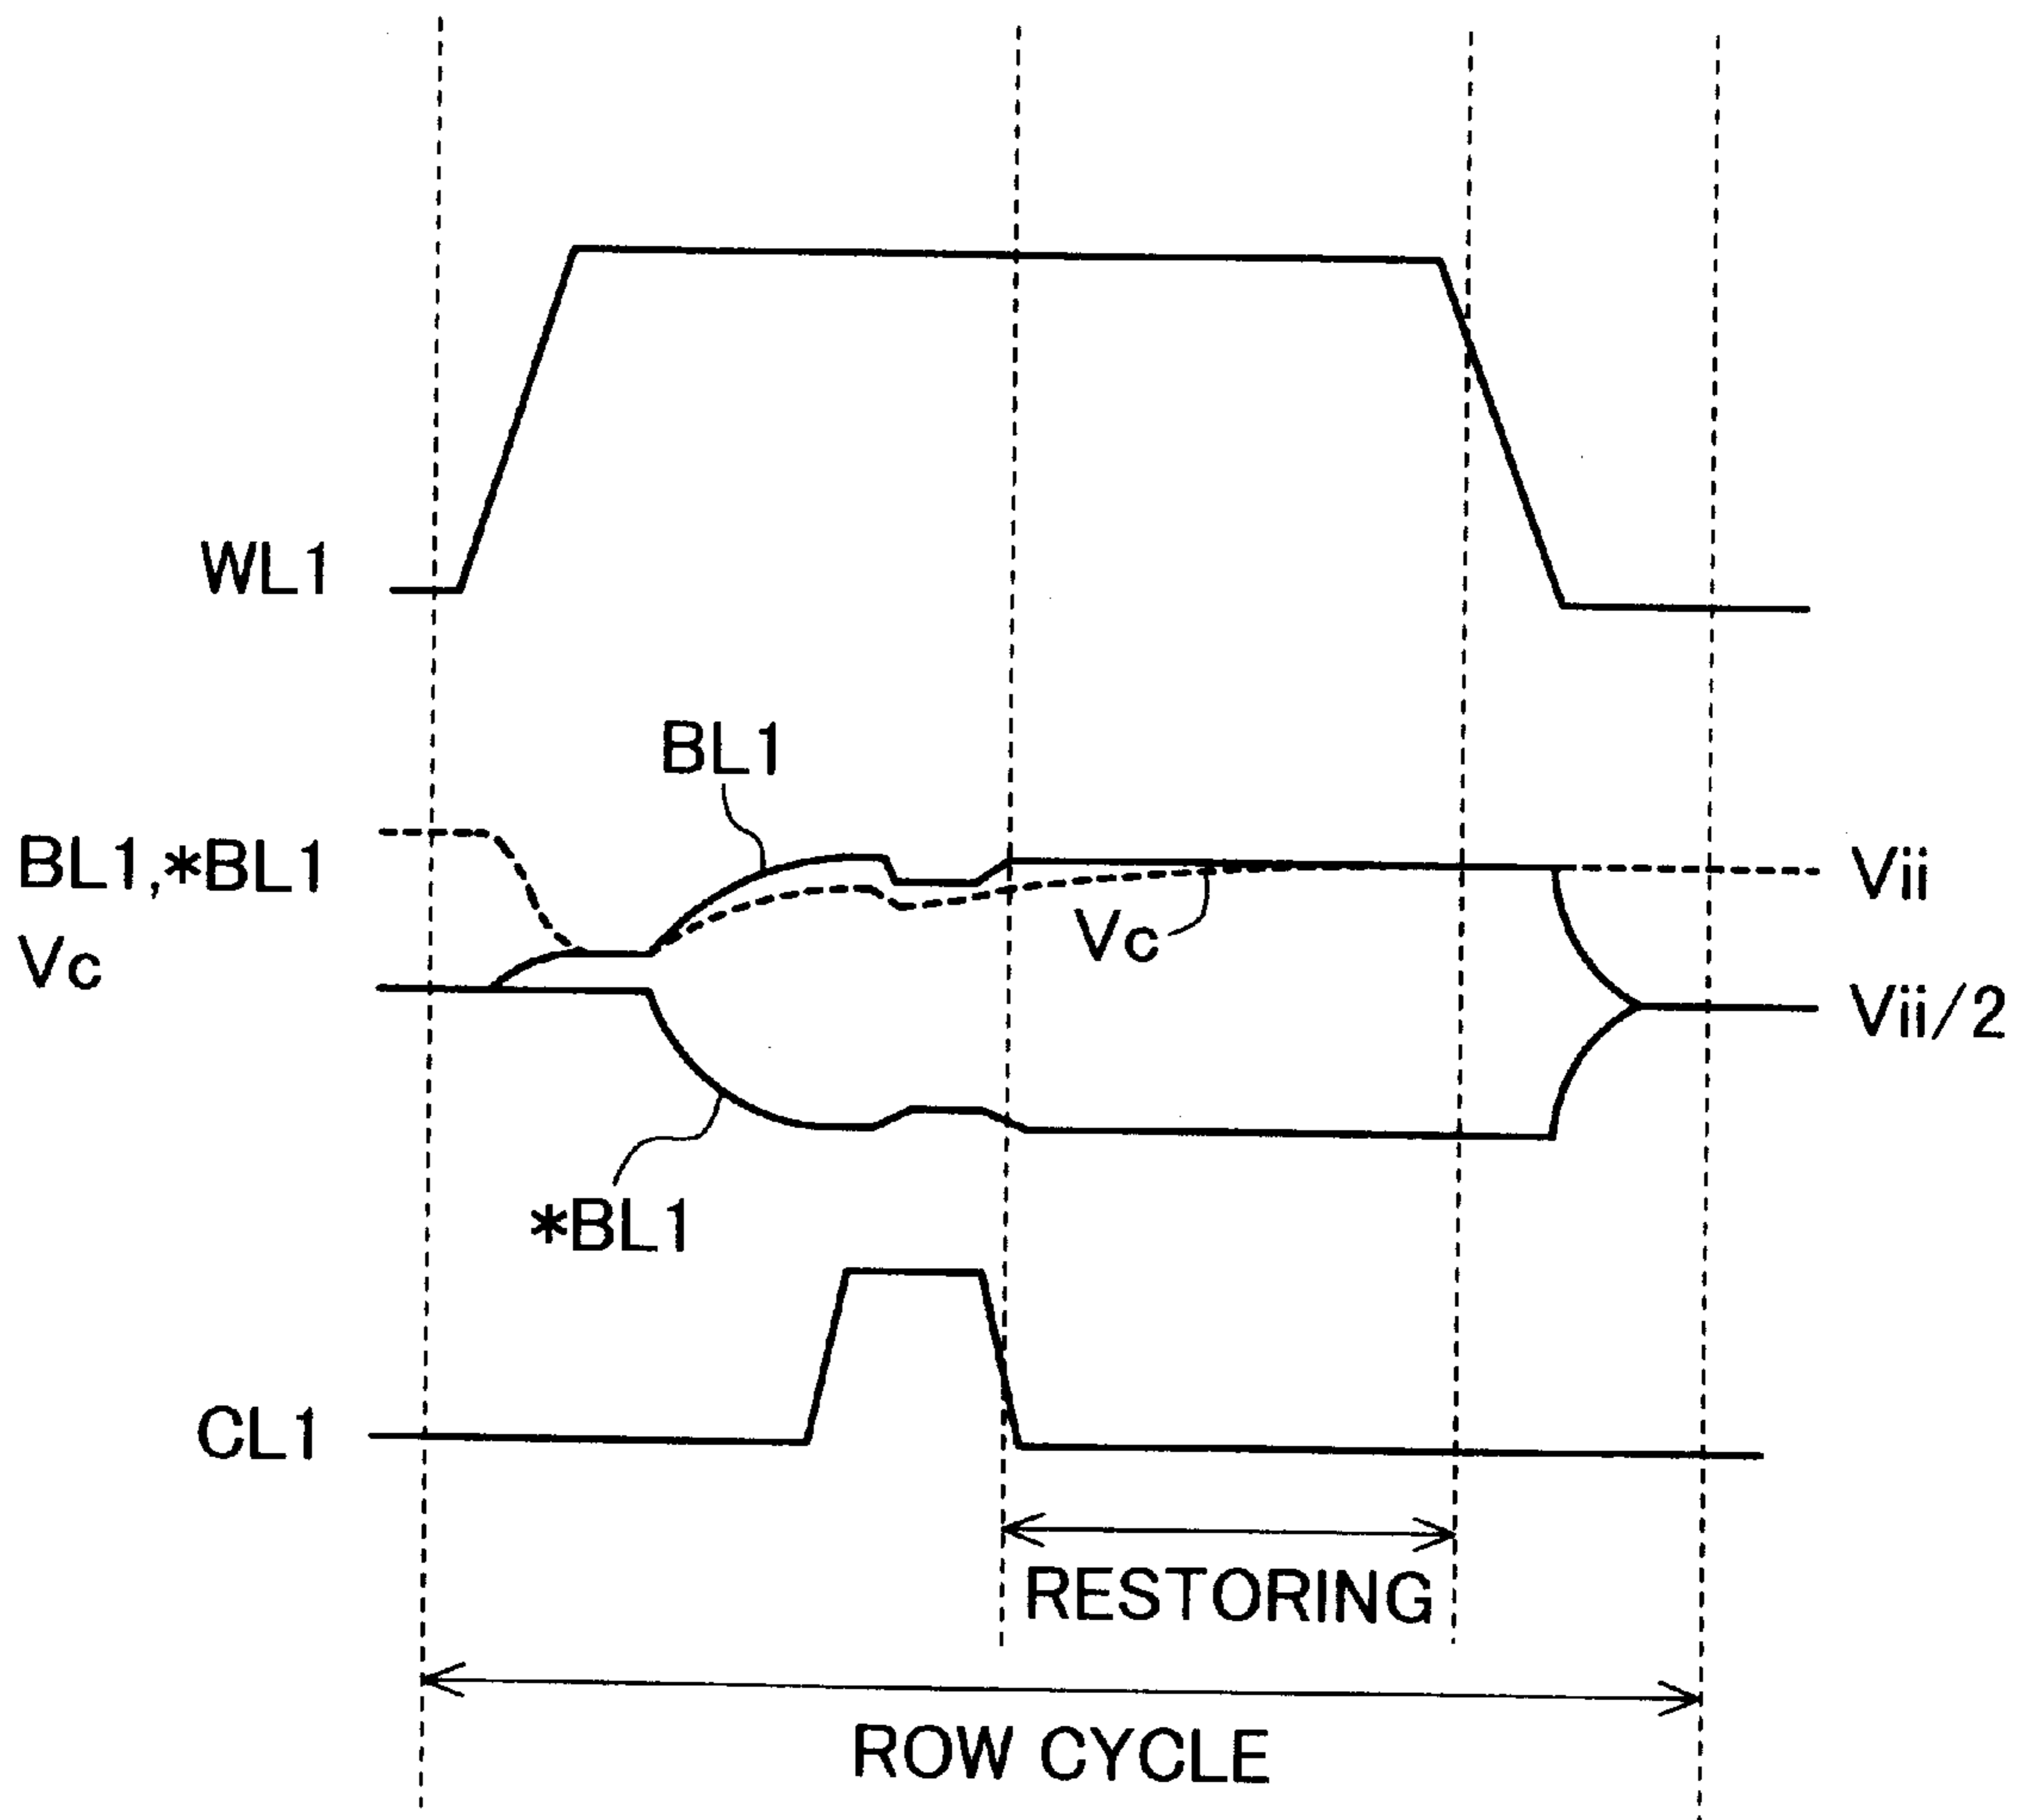 WL1
BL1
BL1,*BL1
Vii
Vc
Vc
Vii/2
*BL1
CL1
RESTORING
ROW CYCLE